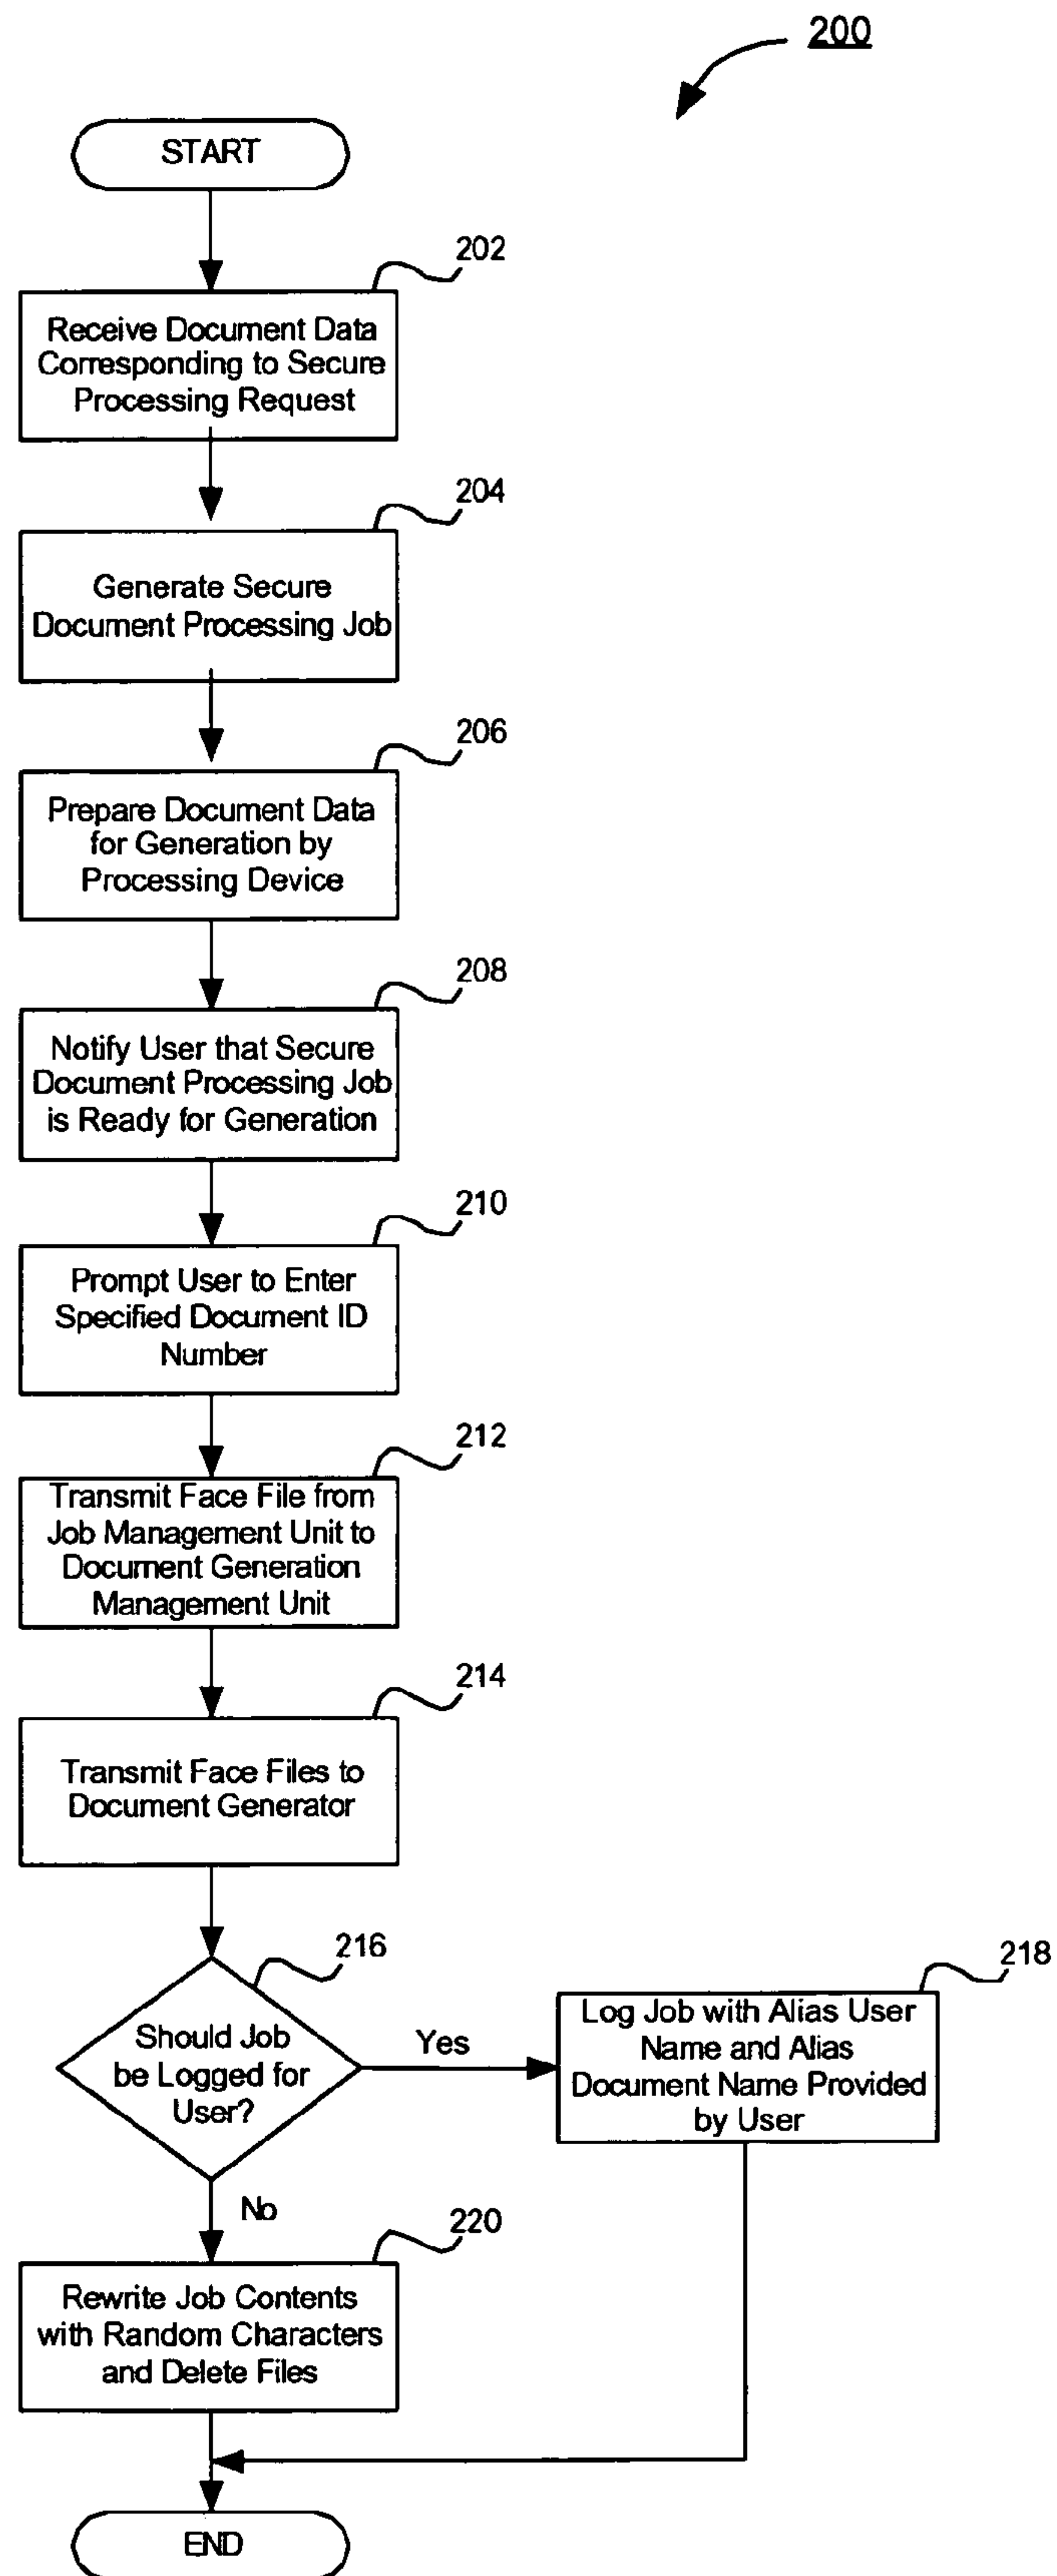 200
START
202
Receive Document Data
Corresponding to Secure
Processing Request
204
Generate Secure
Document Processing Job
206
Prepare Document Data
for Generation by
Processing Device
208
Notify User that Secure
Document Processing Job
is Ready for Generation
210
Prompt User to Enter
Specified Document ID
Number
212
Transmit Face File from
Job Management Unit to
Document Generation
Management Unit
214
Transmit Face Files to
Document Generator
216
Should Job
be Logged for
User?
Yes
218
Log Job with Alias User
Name and Alias
Document Name Provided
by User
No
220
Rewrite Job Contents
with Random Characters
and Delete Files
END